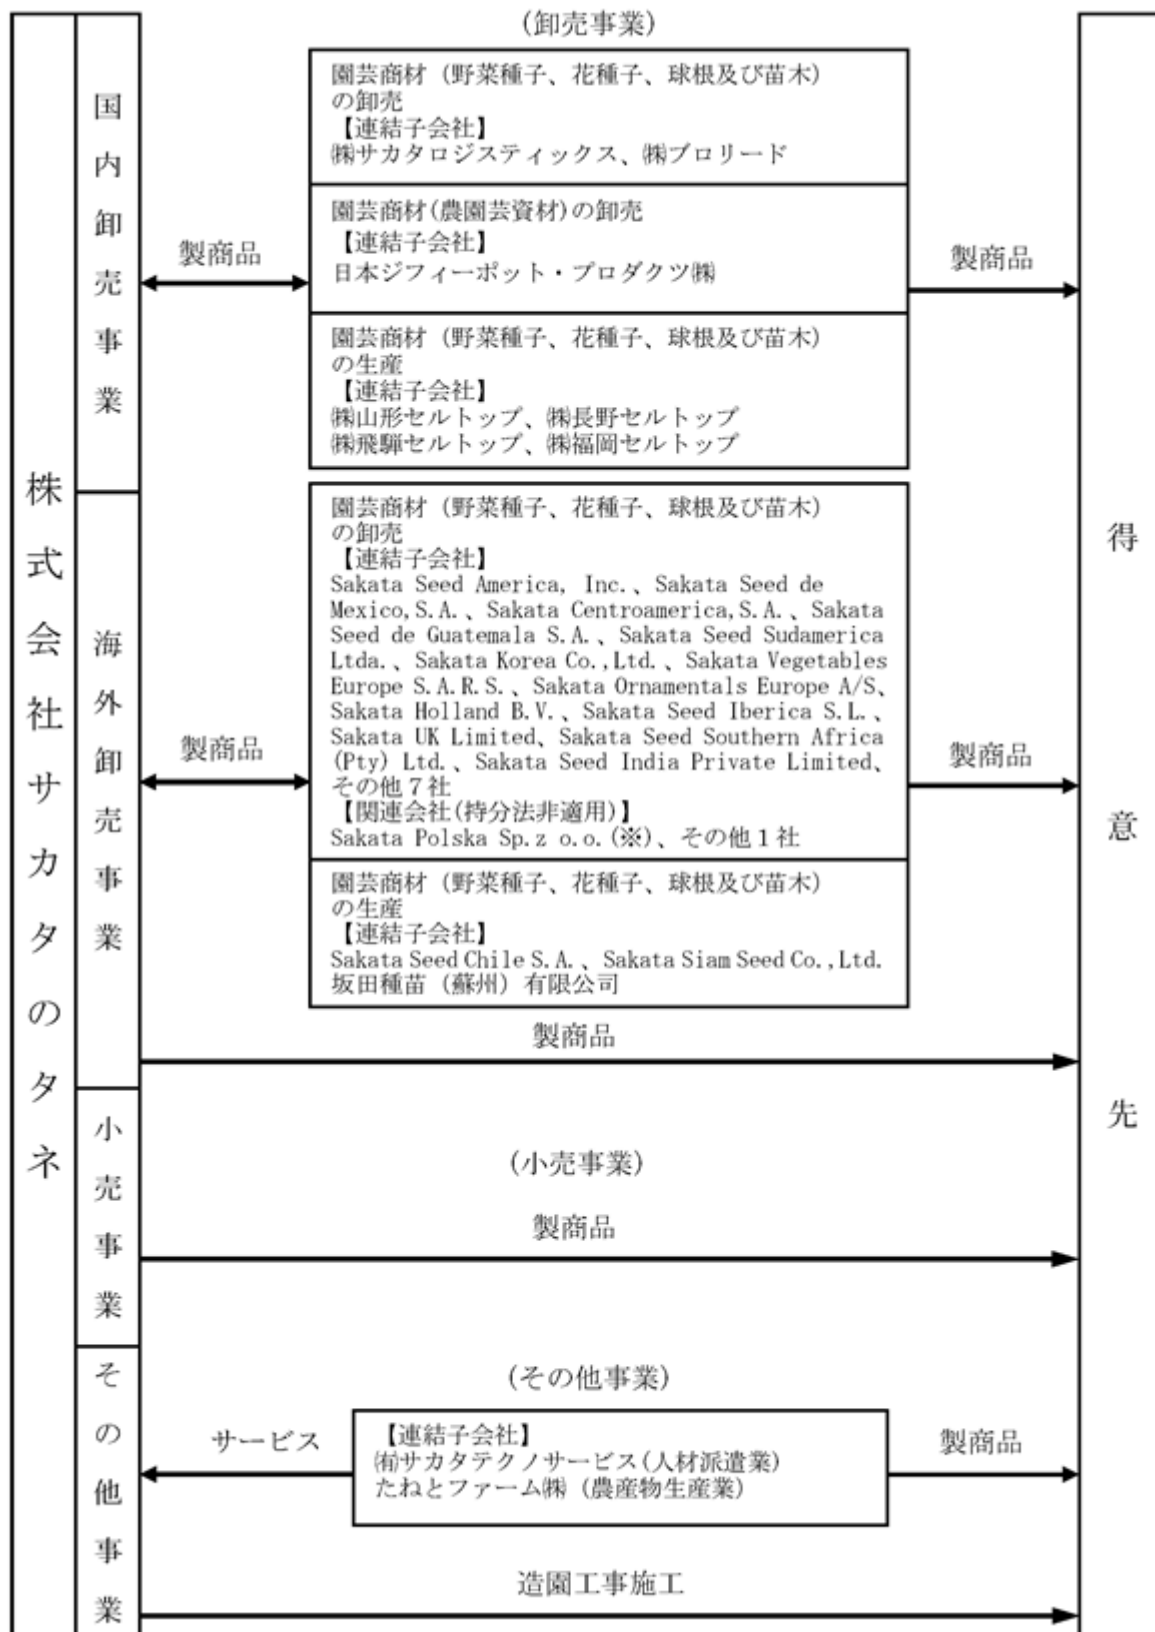 株式会社サカタのタネ
国内卸売事業
海外卸売事業
小売事業
その他事業
(卸売事業)
園芸商材（野菜種子、花種子、球根及び苗木）
の卸売
【連結子会社】
㈱サカタロジスティックス、㈱ブロリード
園芸商材(農園芸資材)の卸売
【連結子会社】
日本ジフィーポット・プロダクツ㈱
園芸商材（野菜種子、花種子、球根及び苗木）
の生産
【連結子会社】
㈱山形セルトップ、㈱長野セルトップ
㈱飛騨セルトップ、㈱福岡セルトップ
製商品
製商品
園芸商材（野菜種子、花種子、球根及び苗木）
の卸売
【連結子会社】
Sakata Seed America, Inc.、Sakata Seed de
Mexico,S.A.、Sakata Centroamerica,S.A.、Sakata
Seed de Guatemala S.A.、Sakata Seed Sudamerica
Ltda.、Sakata Korea Co.,Ltd.、Sakata Vegetables
Europe S.A.R.S.、Sakata Ornamentals Europe A/S、
Sakata Holland B.V.、Sakata Seed Iberica S.L.、
Sakata UK Limited、Sakata Seed Southern Africa
(Pty) Ltd.、Sakata Seed India Private Limited、
その他７社
【関連会社(持分法非適用)】
Sakata Polska Sp.z o.o.(※)、その他１社
園芸商材（野菜種子、花種子、球根及び苗木）
の生産
【連結子会社】
Sakata Seed Chile S.A.、Sakata Siam Seed Co.,Ltd.
坂田種苗（蘇州）有限公司
製商品
製商品
製商品
(小売事業)
製商品
(その他事業)
サービス
【連結子会社】
㈲サカタテクノサービス(人材派遣業)
たねとファーム㈱（農産物生産業）
製商品
造園工事施工
得意先